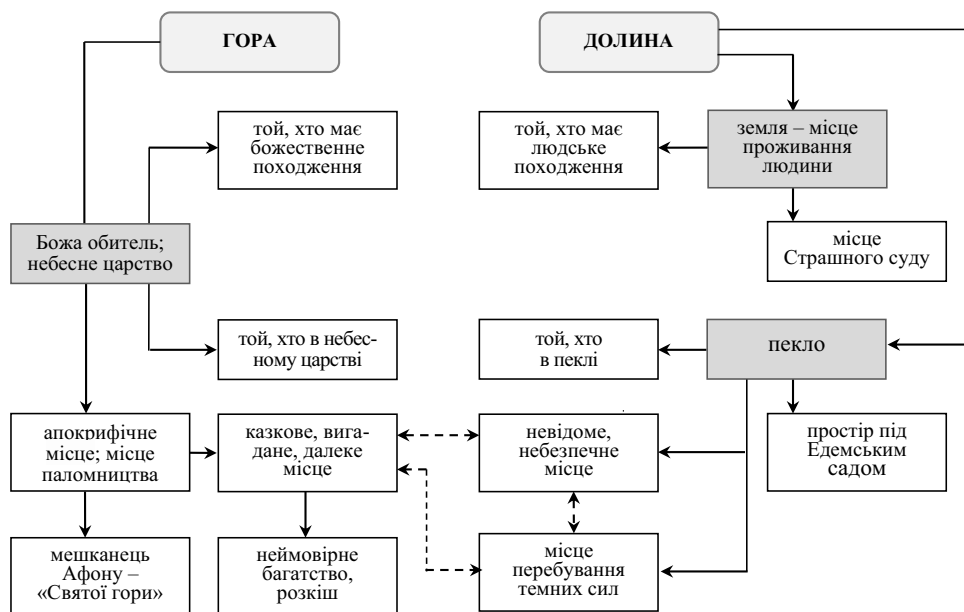 ГОРА
ДОЛИНА
той, хто має
божественне
походження
той, хто має
людське
походження
земля – місце
проживання
людини
Божа обитель;
небесне царство
місце
Страшного суду
той, хто в небес-
ному царстві
той, хто
в пеклі
пекло
апокрифічне
місце; місце
паломництва
казкове, вига-
дане, далеке
місце
невідоме,
небезпечне
місце
простір під
Едемським
садом
мешканець
Афону –
«Святої гори»
неймовірне
багатство,
розкіш
місце
перебування
темних сил